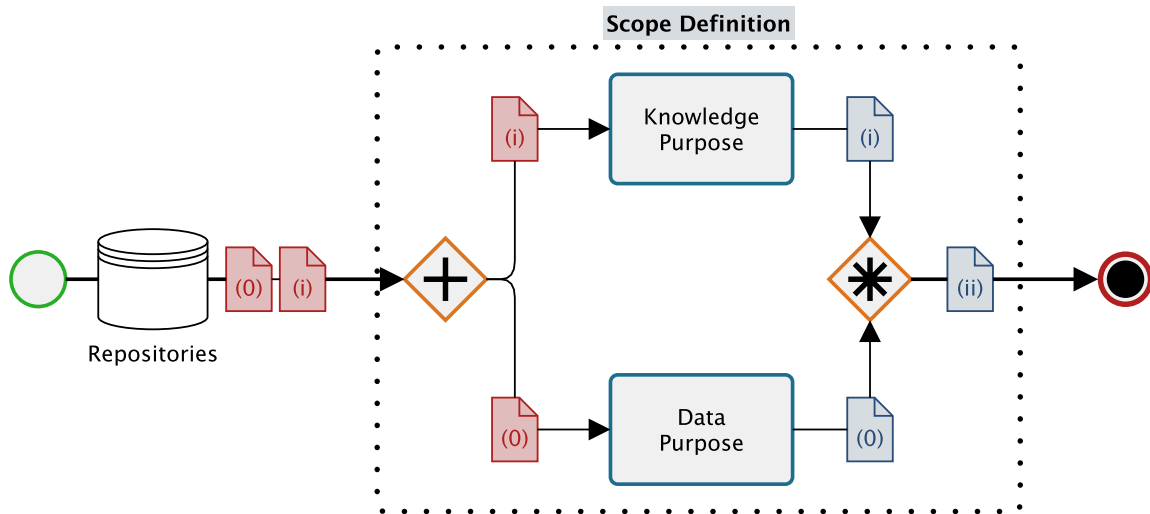 Scope Definition
(i)
Knowledge
Purpose
(i)
(0)
(i)
(ii)
Repositories
(0)
Data
Purpose
(0)